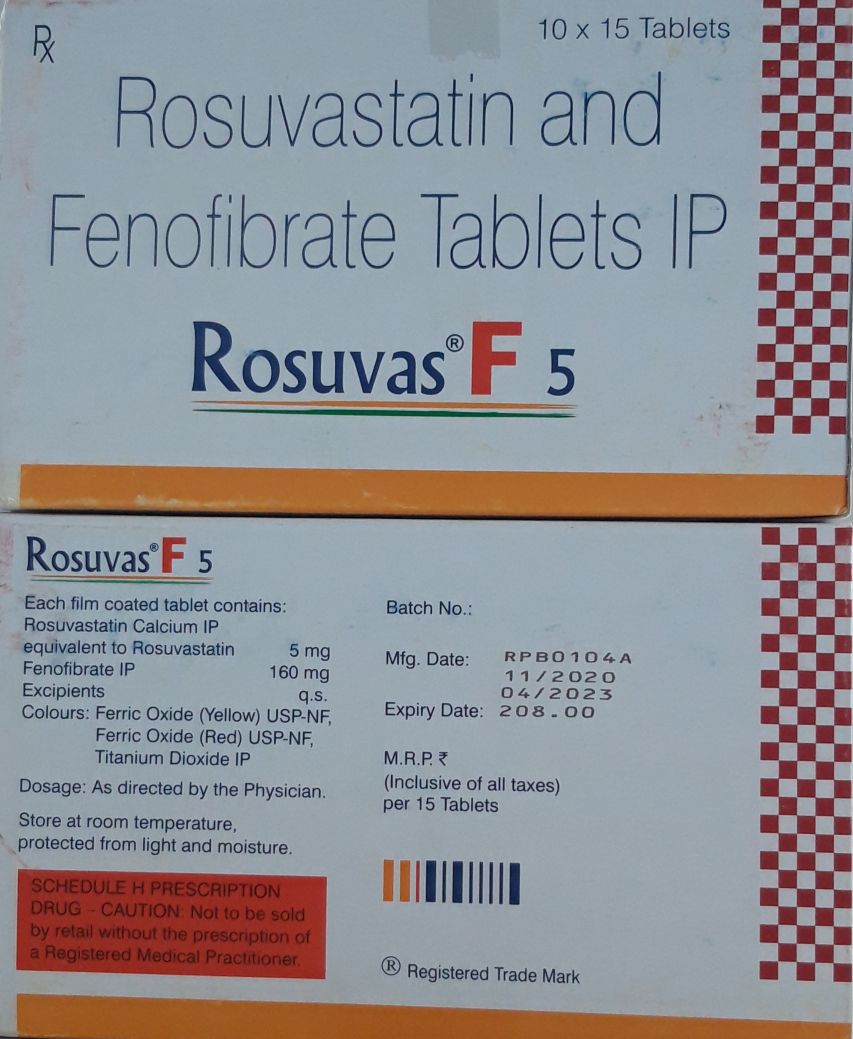 Rx
10 x 15 Tablets
Rosuvastatin and
Fenofibrate Tablets IP
Rosuvas® F 5
Rosuvas® F 5
Each film coated tablet contains:
Rosuvastatin Calcium IP
equivalent to Rosuvastatin 5 mg
Fenofibrate IP 160 mg
Excipients q.s.
Colours: Ferric Oxide (Yellow) USP-NF,
Ferric Oxide (Red) USP-NF,
Titanium Dioxide IP
Dosage: As directed by the Physician.
Store at room temperature,
protected from light and moisture.
SCHEDULE H PRESCRIPTION
DRUG – CAUTION: Not to be sold
by retail without the prescription of
a Registered Medical Practitioner.
Batch No.:
Mfg. Date: RPB0104A
11/2020
04/2023
Expiry Date: 208.00
M.R.P. ₹
(Inclusive of all taxes)
per 15 Tablets
® Registered Trade Mark